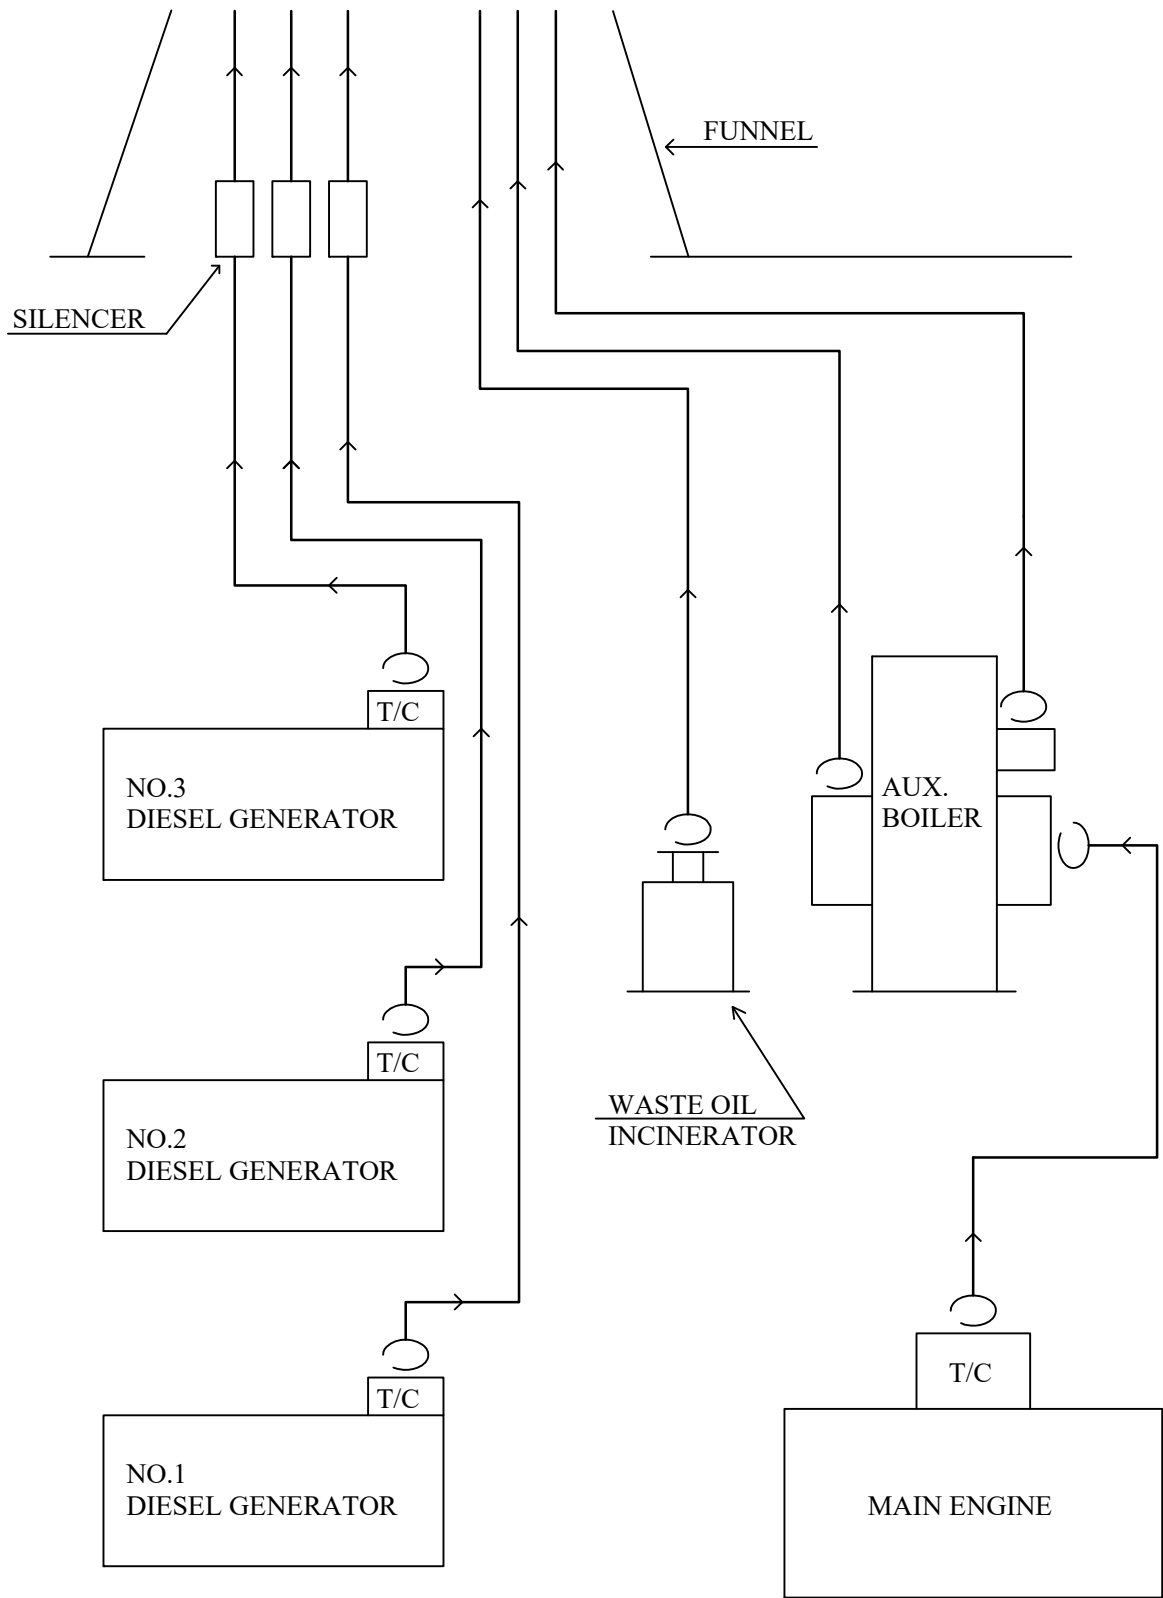 FUNNEL
SILENCER
T/C
NO.3
DIESEL GENERATOR
AUX.
BOILER
T/C
NO.2
DIESEL GENERATOR
WASTE OIL
INCINERATOR
T/C
NO.1
DIESEL GENERATOR
T/C
MAIN ENGINE